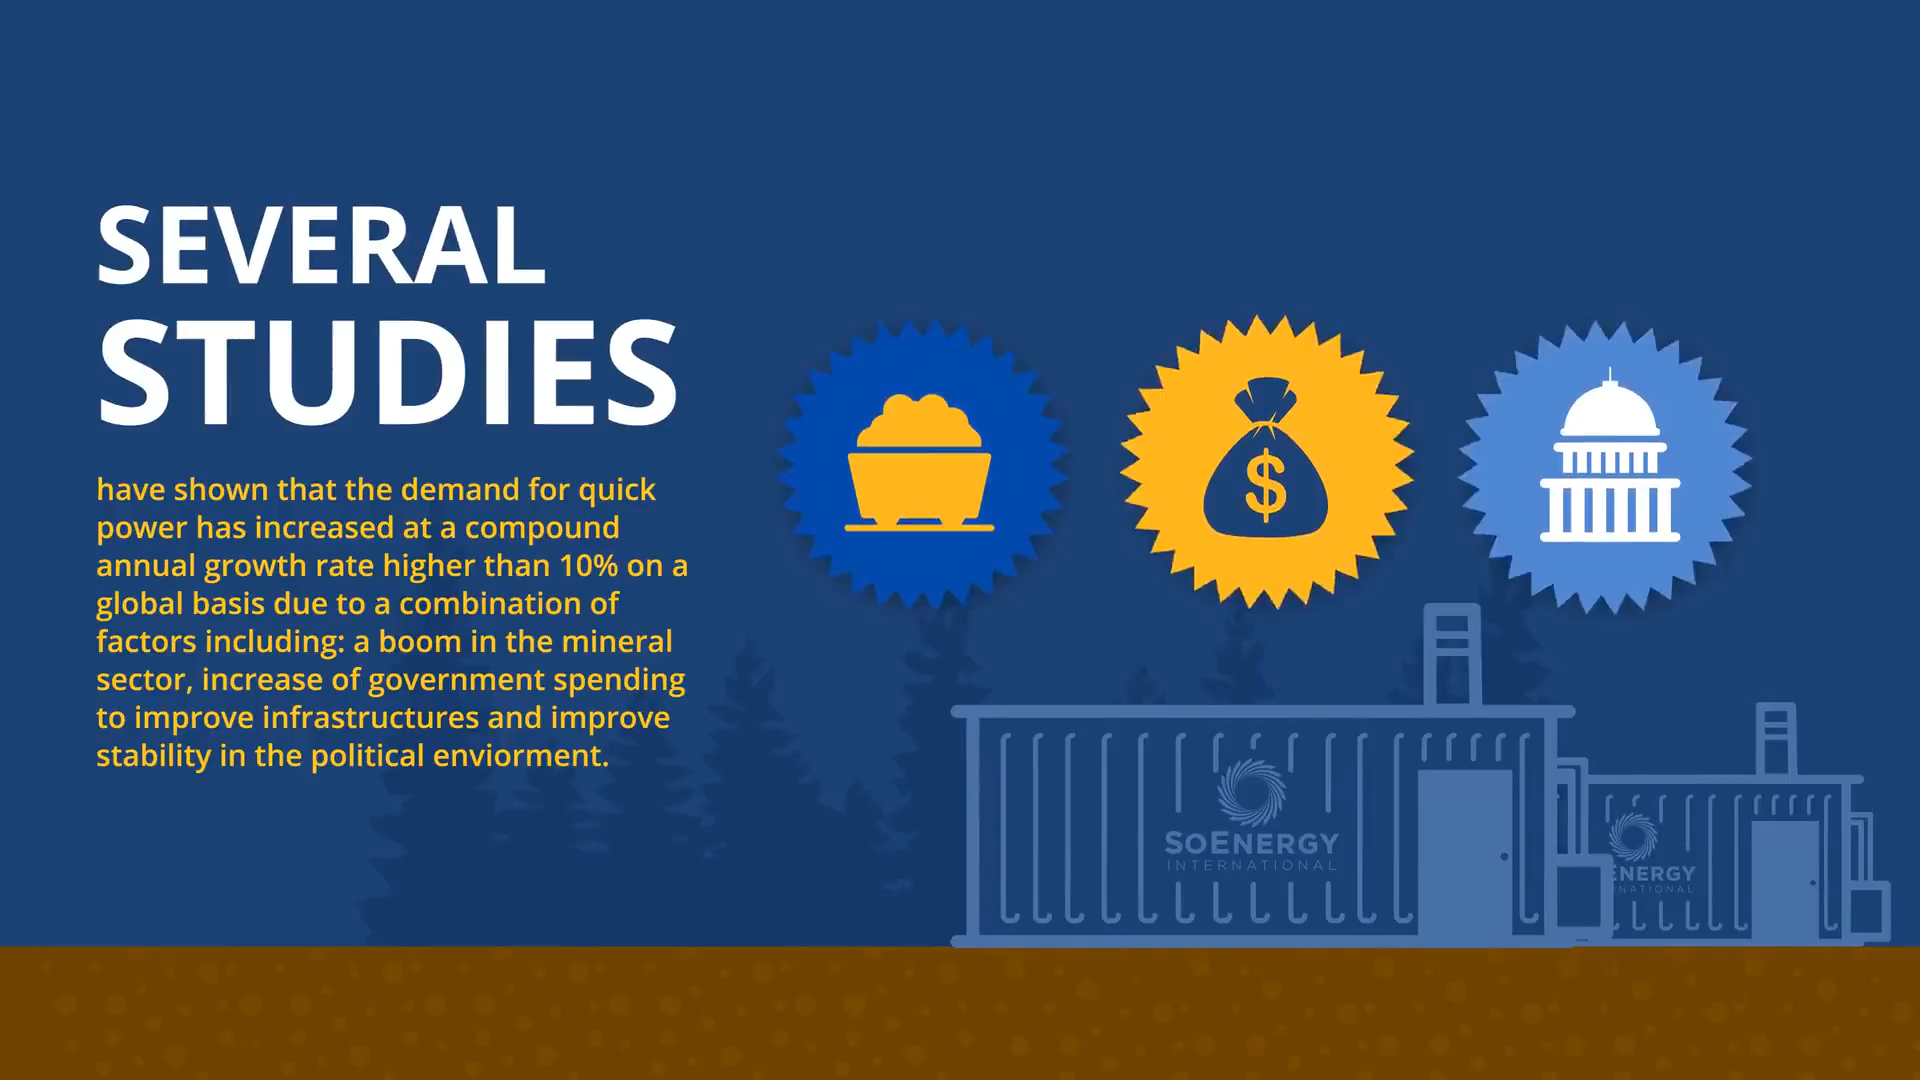 SEVERAL
STUDIES
have shown that the demand for quick
power has increased at a compound
annual growth rate higher than 10% on a
global basis due to a combination of
factors including: a boom in the mineral
sector, increase of government spending
to improve infrastructures and improve
stability in the political enviorment.
$
SOENERGY
INTERNATIONAL
ENERGY
NATIONAL